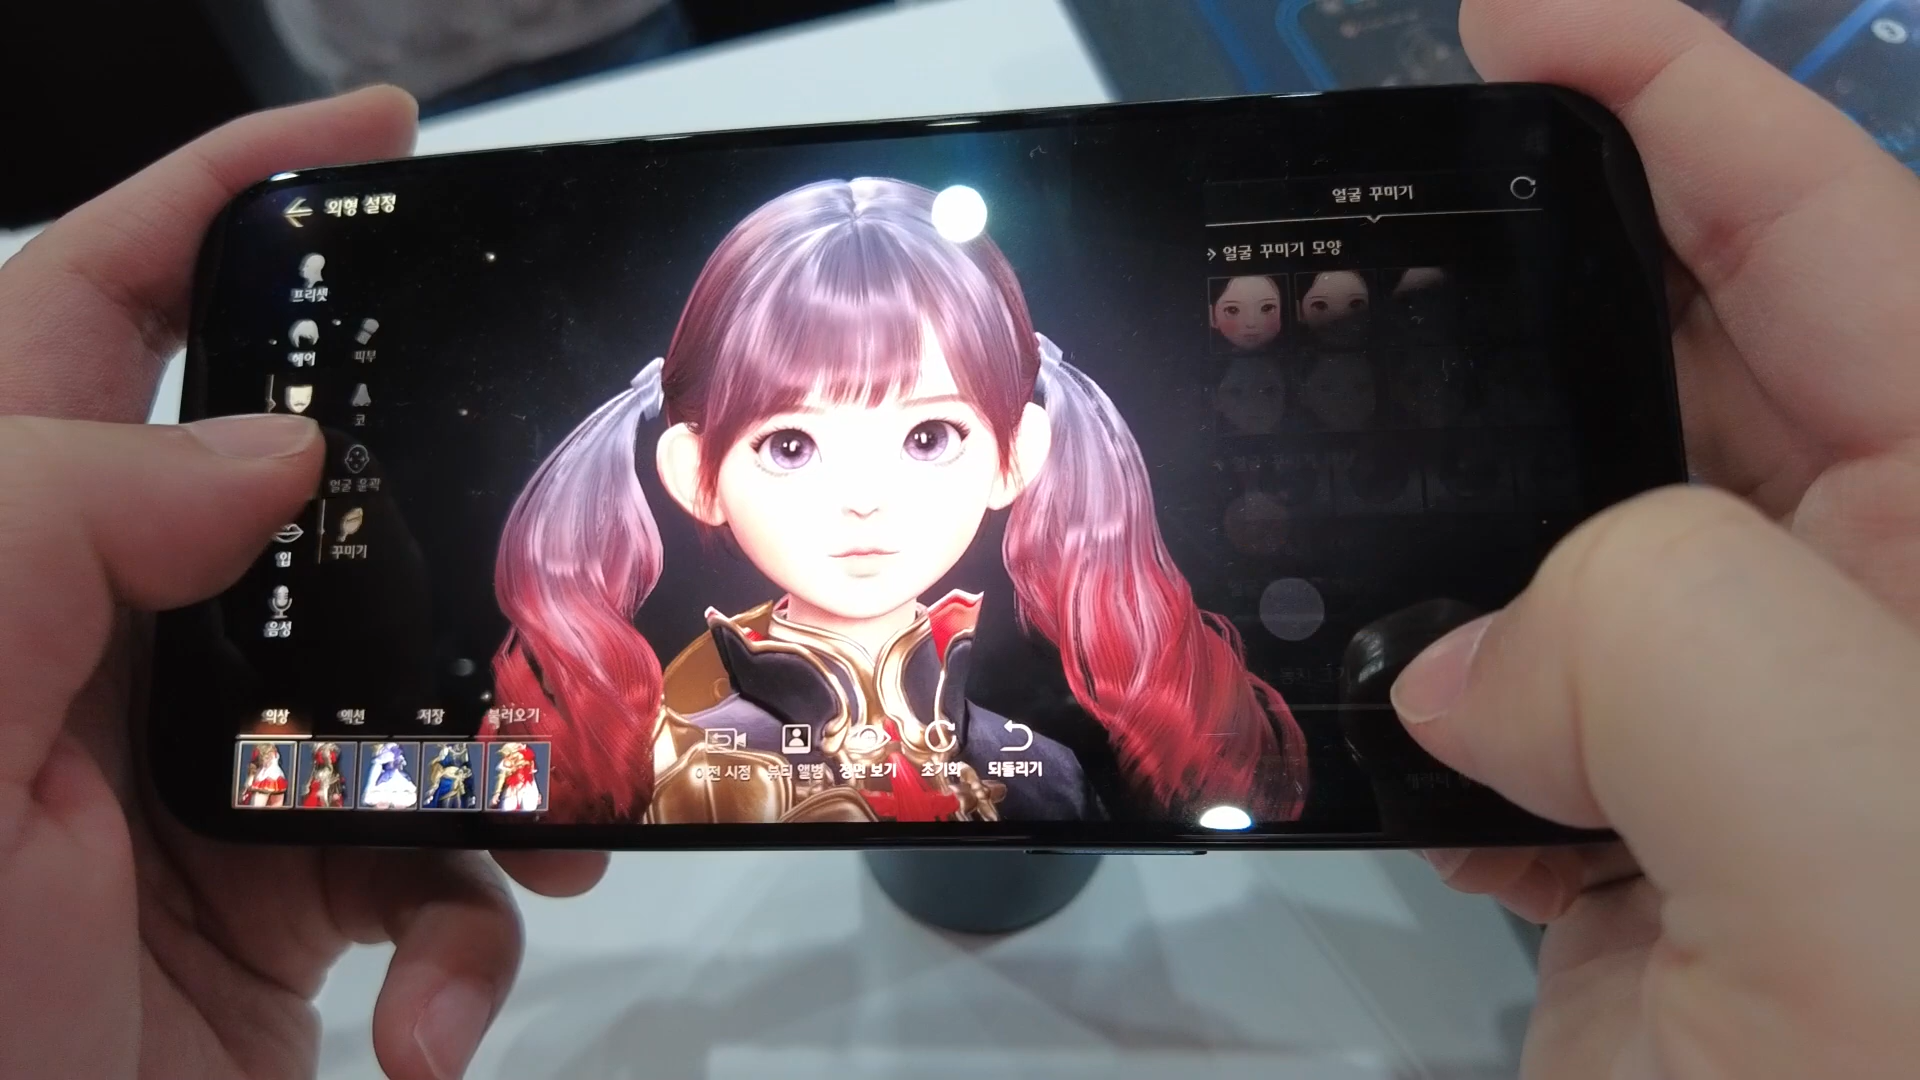 외형 설정
프리셋
헤어
피부
코
얼굴 윤곽
입
꾸미기
음성
의상
액션
저장
불러오기
이전 시점
뷰티 앨범
정면 보기
초기화
되돌리기
얼굴 꾸미기
얼굴 꾸미기 모양